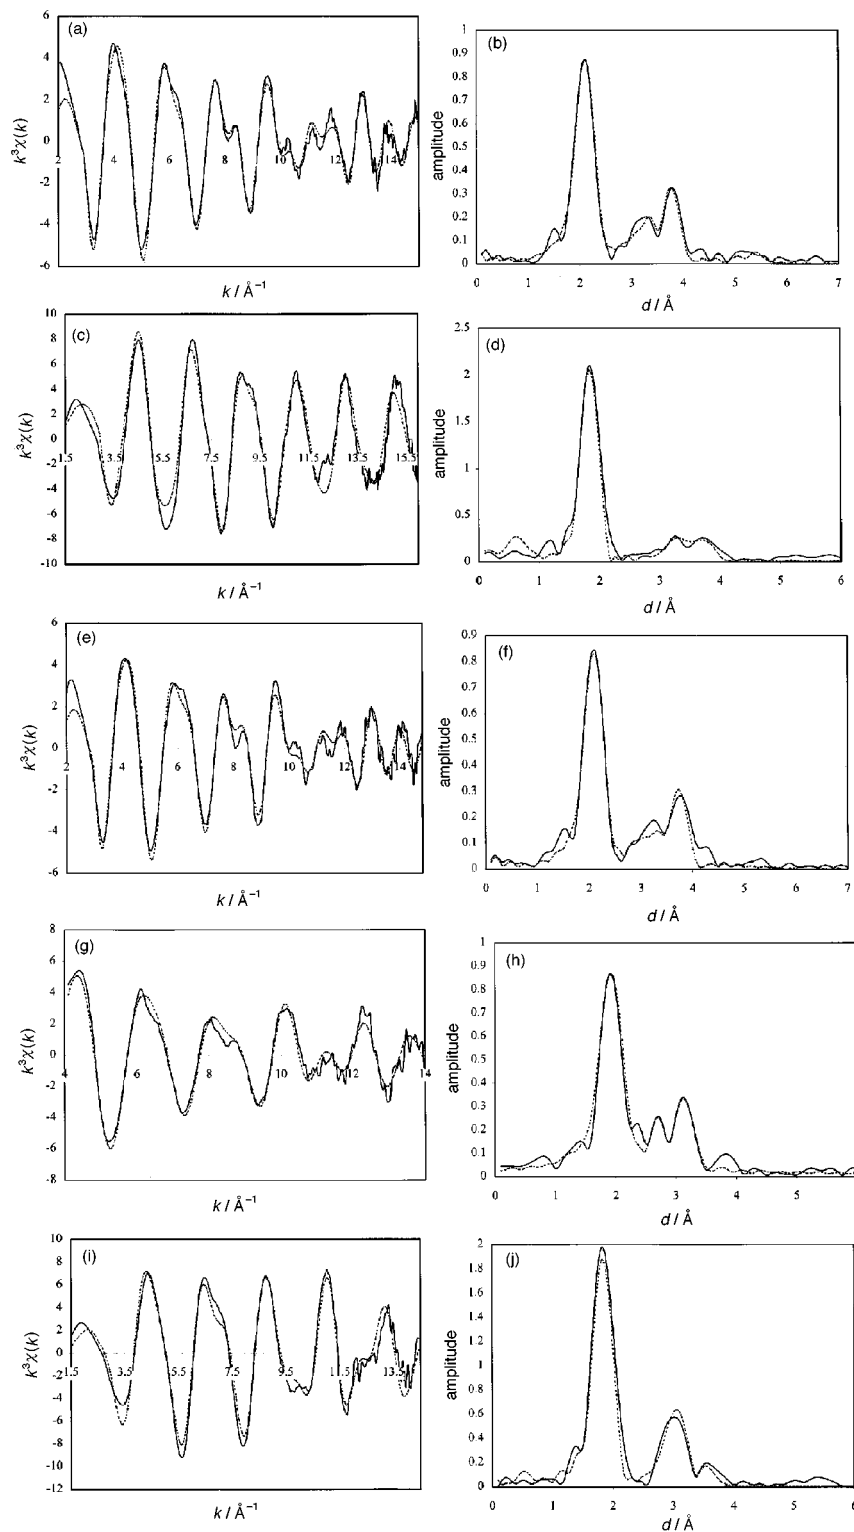 (a)
6
4
2
0
-2
-4
-6
k³χ(k)
2 4 6 8 10 12 14
k / Å⁻¹
(b)
1
0.9
0.8
0.7
0.6
0.5
0.4
0.3
0.2
0.1
0
amplitude
0 1 2 3 4 5 6 7
d / Å
(c)
10
8
6
4
2
0
-2
-4
-6
-8
-10
k³χ(k)
1.5 3.5 5.5 7.5 9.5 11.5 13.5 15.5
k / Å⁻¹
(d)
2.5
2
1.5
1
0.5
0
amplitude
0 1 2 3 4 5 6
d / Å
(e)
6
4
2
0
-2
-4
-6
k³χ(k)
2 4 6 8 10 12 14
k / Å⁻¹
(f)
0.9
0.8
0.7
0.6
0.5
0.4
0.3
0.2
0.1
0
amplitude
0 1 2 3 4 5 6 7
d / Å
(g)
8
6
4
2
0
-2
-4
-6
-8
k³χ(k)
4 6 8 10 12 14
k / Å⁻¹
(h)
1
0.9
0.8
0.7
0.6
0.5
0.4
0.3
0.2
0.1
0
amplitude
0 1 2 3 4 5
d / Å
(i)
10
8
6
4
2
0
-2
-4
-6
-8
-10
-12
k³χ(k)
1.5 3.5 5.5 7.5 9.5 11.5 13.5
k / Å⁻¹
(j)
2
1.8
1.6
1.4
1.2
1
0.8
0.6
0.4
0.2
0
amplitude
0 1 2 3 4 5 6
d / Å